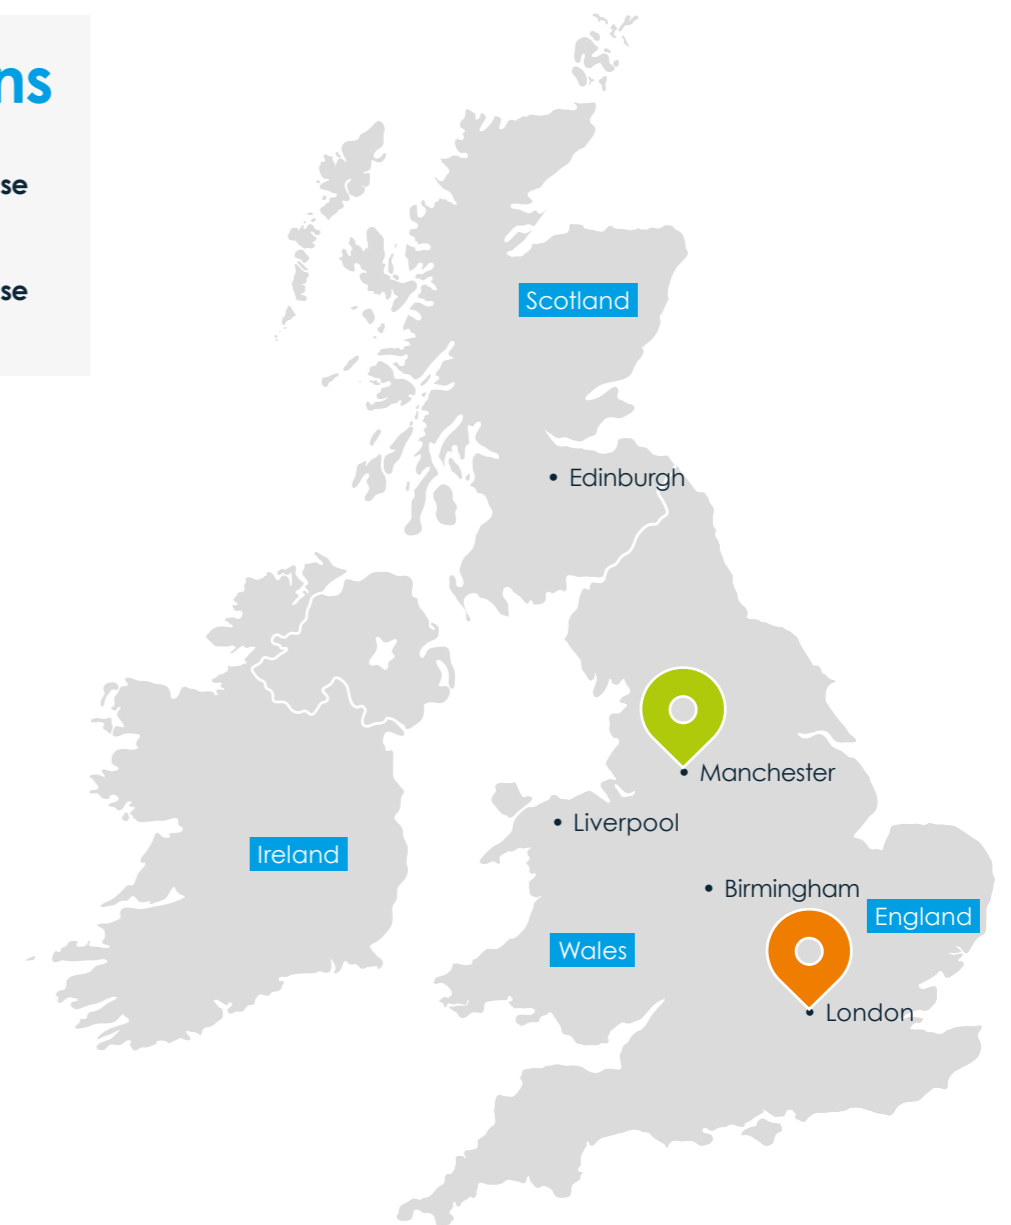 ns
se
se
Scotland
• Edinburgh
• Manchester
• Liverpool
Ireland
• Birmingham
England
Wales
• London